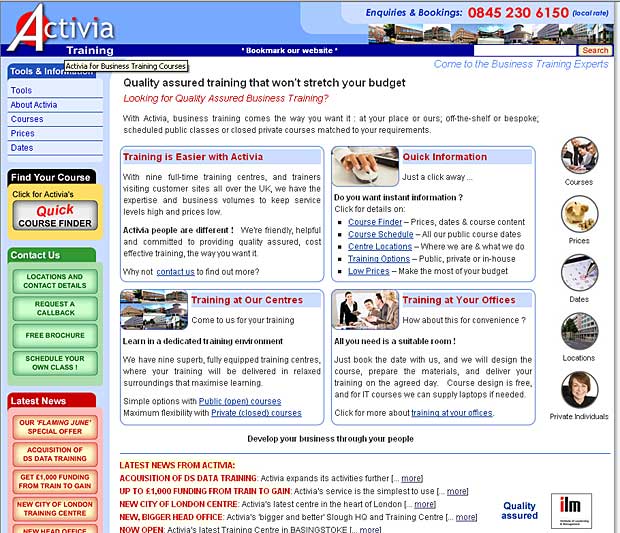 Activia
Training
Enquiries & Bookings: 0845 230 6150 (local rate)
* Bookmark our website *
Search
Activia for Business Training Courses
Come to the Business Training Experts
Tools & Information
Tools
About Activia
Courses
Prices
Dates
Find Your Course
Click for Activia's
Quick
COURSE FINDER
Contact Us
LOCATIONS AND
CONTACT DETAILS
REQUEST A
CALLBACK
FREE BROCHURE
SCHEDULE YOUR
OWN CLASS !
Latest News
OUR 'FLAMING JUNE'
SPECIAL OFFER
ACQUISITION OF
DS DATA TRAINING
GET £1,000 FUNDING
FROM TRAIN TO GAIN
NEW CITY OF LONDON
TRAINING CENTRE
NEW HEAD OFFICE
Quality assured training that won't stretch your budget
Looking for Quality Assured Business Training?
With Activia, business training comes the way you want it : at your place or ours; off-the-shelf or bespoke;
scheduled public classes or closed private courses matched to your requirements.
Training is Easier with Activia
With nine full-time training centres, and trainers
visiting customer sites all over the UK, we have the
expertise and business volumes to keep service
levels high and prices low.
Activia people are different ! We're friendly, helpful
and committed to providing quality assured, cost
effective training, the way you want it.
Why not contact us to find out more?
Quick Information
Just a click away ...
Do you want instant information ?
Click for details on:
Course Finder – Prices, dates & course content
Course Schedule – All our public course dates
Centre Locations – Where we are & what we do
Training Options – Public, private or in-house
Low Prices – Make the most of your budget
Training at Our Centres
Come to us for your training
Learn in a dedicated training environment
We have nine superb, fully equipped training centres,
where your training will be delivered in relaxed
surroundings that maximise learning.
Simple options with Public (open) courses
Maximum flexibility with Private (closed) courses
Training at Your Offices
How about this for convenience ?
All you need is a suitable room !
Just book the date with us, and we will design the
course, prepare the materials, and deliver your
training on the agreed day. Course design is free,
and for IT courses we can supply laptops if needed.
Click for more about training at your offices.
Courses
Prices
Dates
Locations
Private Individuals
Develop your business through your people
LATEST NEWS FROM ACTIVIA:
ACQUISITION OF DS DATA TRAINING: Activia expands its activities further [... more]
UP TO £1,000 FUNDING FROM TRAIN TO GAIN: Activia's service is the simplest to use [... more]
NEW CITY OF LONDON CENTRE: Activia's latest centre in the heart of London [... more]
NEW, BIGGER HEAD OFFICE: Activia's 'bigger and better' Slough HQ and Training Centre [... more]
NOW OPEN: Activia's latest Training Centre in BASINGSTOKE [... more]
Quality
assured
ilm
Institute of Leadership
& Management